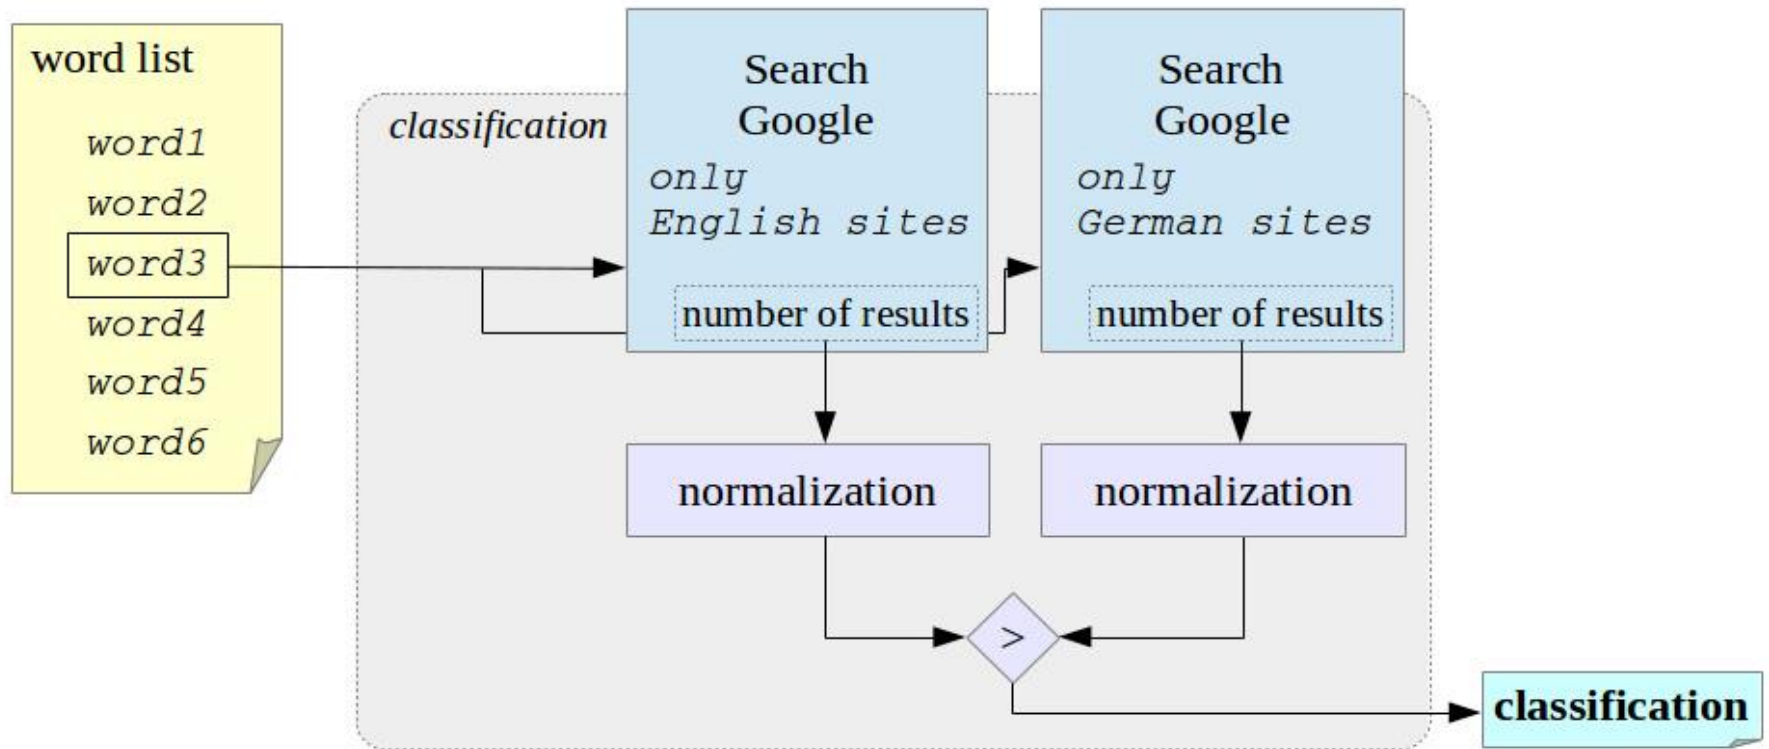 word list
word1
word2
word3
word4
word5
word6
classification
Search
Google
only
English sites
number of results
Search
Google
only
German sites
number of results
normalization
normalization
>
classification